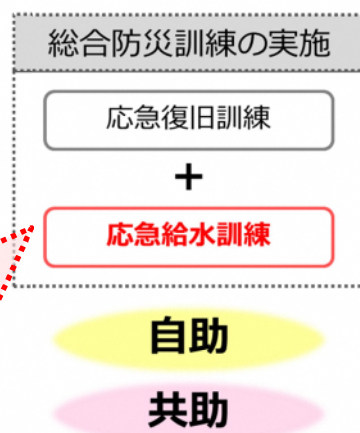 総合防災訓練の実施
応急復旧訓練
+
応急給水訓練
自助
共助